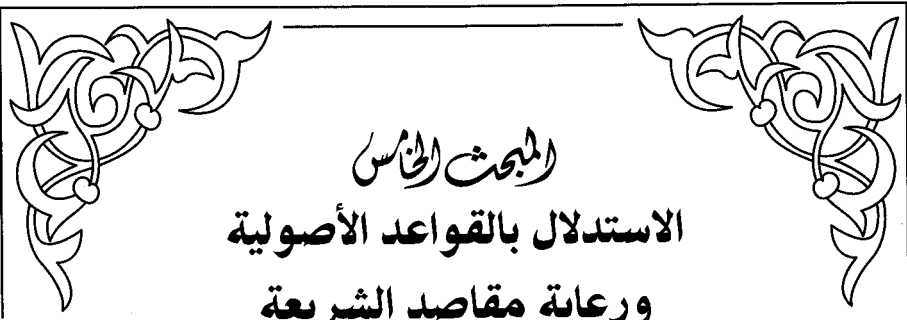 المبحث الخامس
الاستدلال بالقواعد الأصولية
ورعاية مقاصد الشريعة